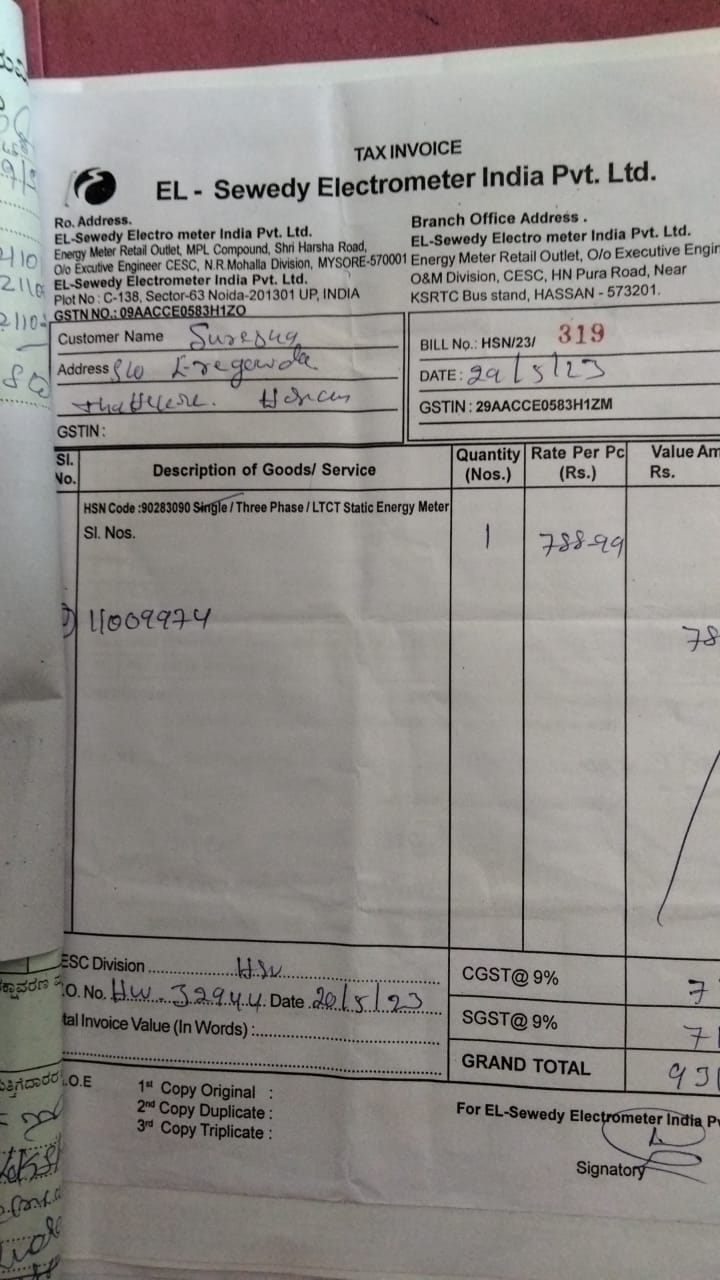 TAX INVOICE
EL - Sewedy Electrometer India Pvt. Ltd.
Ro. Address.
EL-Sewedy Electro meter India Pvt. Ltd.
Energy Meter Retail Outlet, MPL Compound, Shri Harsha Road,
O/o Excutive Engineer CESC, N.R.Mohalla Division, MYSORE-570001
EL-Sewedy Electrometer India Pvt. Ltd.
Plot No : C-138, Sector-63 Noida-201301 UP, INDIA
GSTN NO.: 09AACCE0583H1ZO
Branch Office Address .
EL-Sewedy Electro meter India Pvt. Ltd.
Energy Meter Retail Outlet, O/o Executive Engin
O&M Division, CESC, HN Pura Road, Near
KSRTC Bus stand, HASSAN - 573201.
Customer Name
Address S/o
GSTIN :
BILL No.: HSN/23/ 319
DATE : 29/5/23
GSTIN : 29AACCE0583H1ZM
Sl. No. Description of Goods/ Service Quantity (Nos.) Rate Per Pc (Rs.) Value Am Rs.
HSN Code :90283090 Single / Three Phase / LTCT Static Energy Meter
Sl. Nos. 1 788-99
11009974 78
ESC Division HSN
.O. No. HW.32944 Date 20/5/23
tal Invoice Value (In Words) :
CGST@ 9% 7
SGST@ 9% 71
GRAND TOTAL 931
.O.E
1st Copy Original :
2nd Copy Duplicate :
3rd Copy Triplicate :
For EL-Sewedy Electrometer India Pv
Signatory